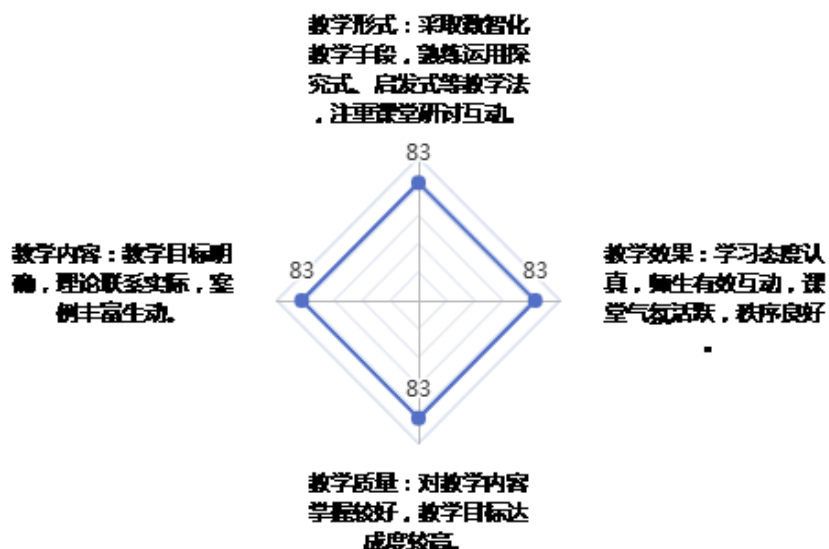 教学形式：采取数智化
教学手段，熟练运用探
究式、启发式等教学法
，注重课堂研讨互动。
83
教学内容：教学目标明
确，理论联系实际，案
例丰富生动。
83
83
教学效果：学习态度认
真，师生有效互动，课
堂气氛活跃，秩序良好
。
83
教学质量：对教学内容
掌握较好，教学目标达
成度较高。